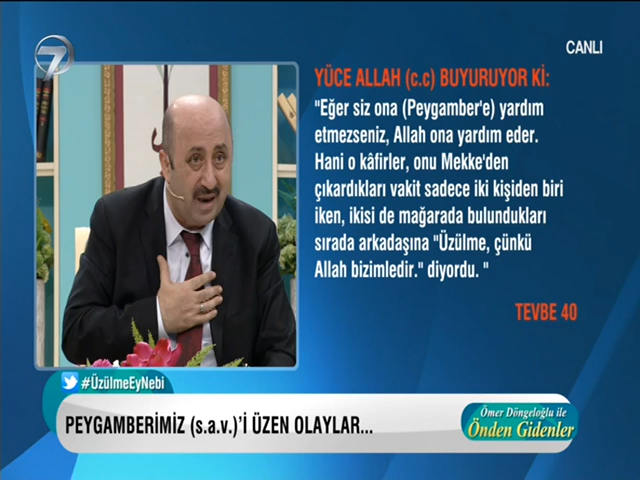 7
CANLI
YÜCE ALLAH (c.c) BUYURUYOR Kİ:
"Eğer siz ona (Peygamber'e) yardım
etmezseniz, Allah ona yardım eder.
Hani o kâfirler, onu Mekke'den
çıkardıkları vakit sadece iki kişiden biri
iken, ikisi de mağarada bulundukları
sırada arkadaşına "Üzülme, çünkü
Allah bizimledir." diyordu. "
TEVBE 40
#ÜzülmeEyNebi
PEYGAMBERİMİZ (s.a.v.)'İ ÜZEN OLAYLAR...
Ömer Döngeloğlu ile
Önden Gidenler